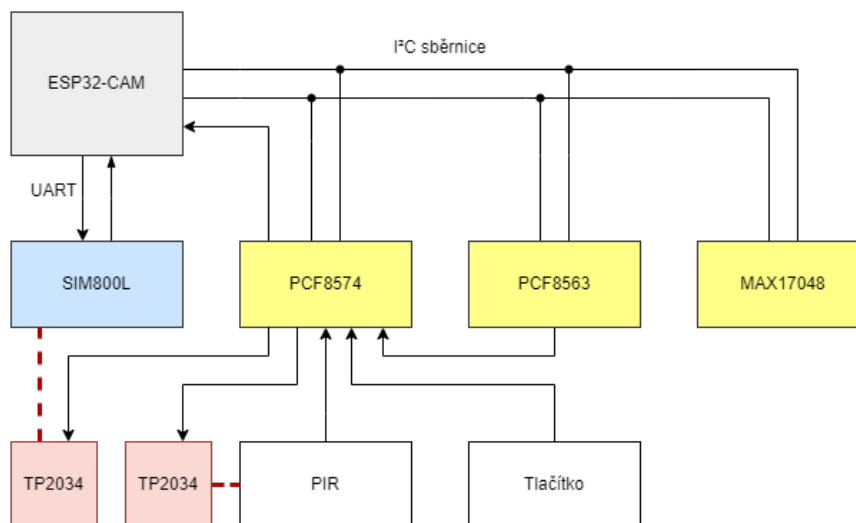 I²C sběrnice
ESP32-CAM
UART
SIM800L
PCF8574
PCF8563
MAX17048
TP2034
TP2034
PIR
Tlačítko